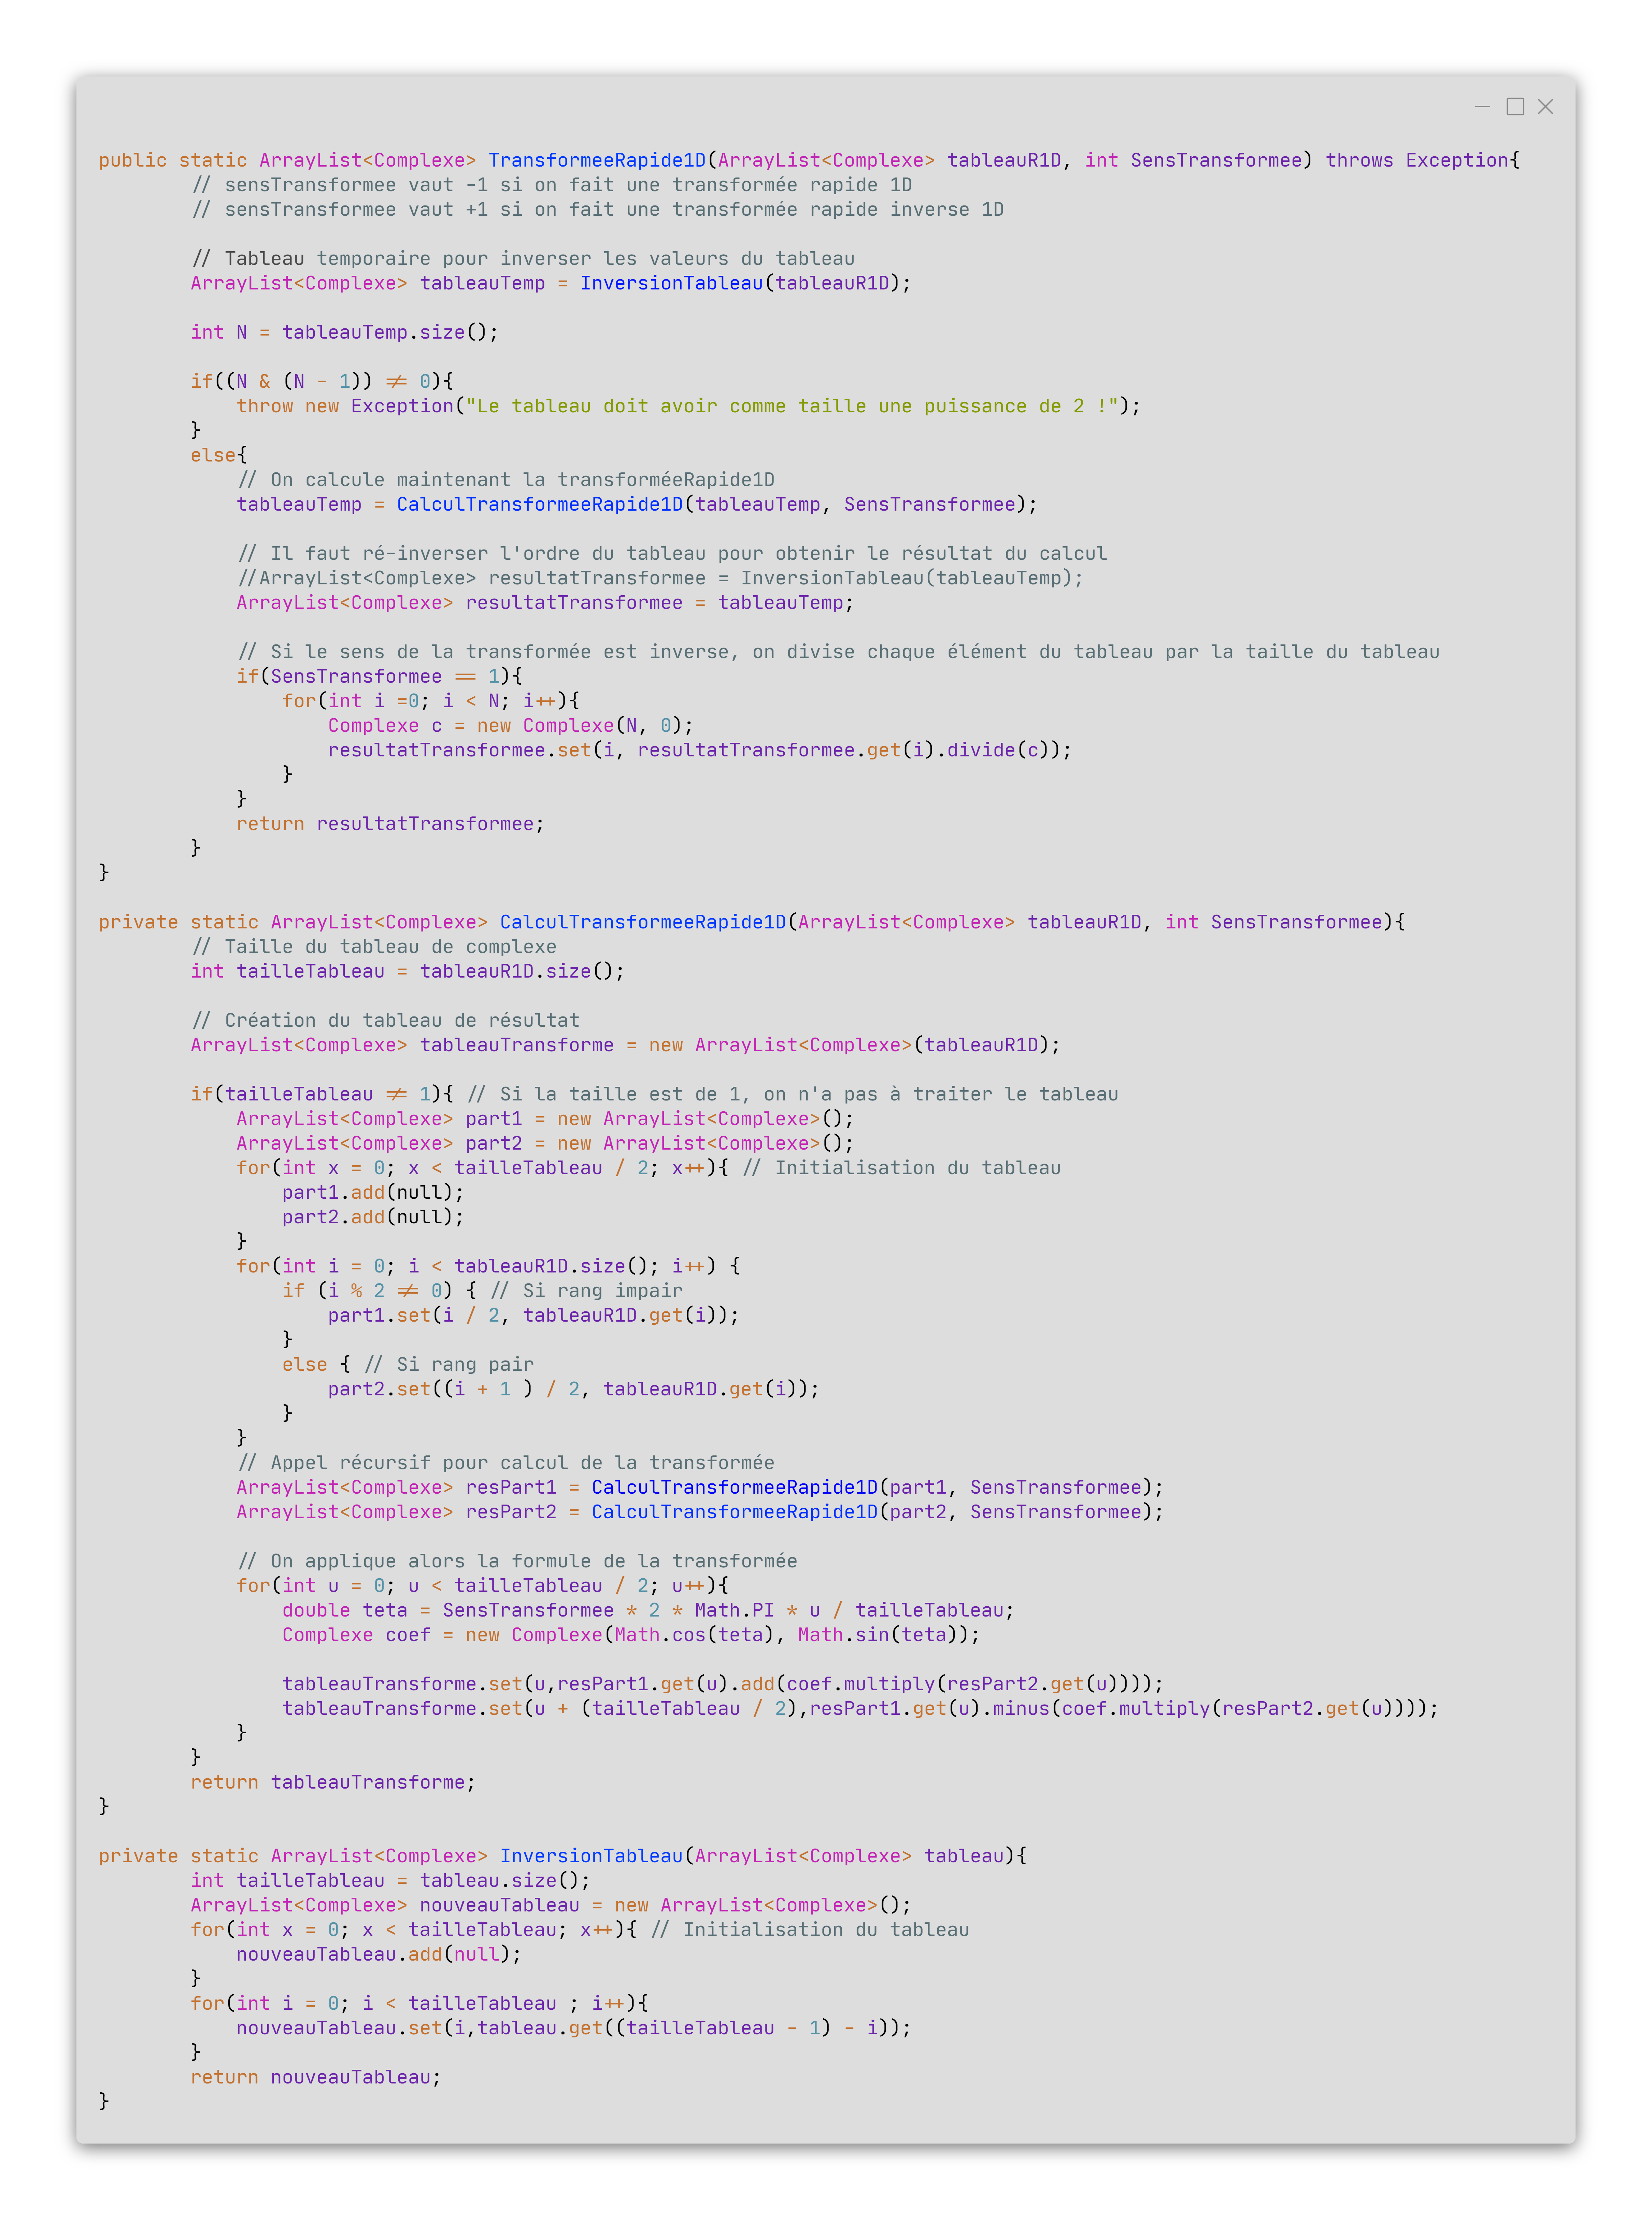 public static ArrayList<Complexe> TransformeeRapide1D(ArrayList<Complexe> tableauR1D, int SensTransformee) throws Exception{
        // sensTransformee vaut -1 si on fait une transformée rapide 1D
        // sensTransformee vaut +1 si on fait une transformée rapide inverse 1D

        // Tableau temporaire pour inverser les valeurs du tableau
        ArrayList<Complexe> tableauTemp = InversionTableau(tableauR1D);

        int N = tableauTemp.size();

        if((N & (N - 1)) != 0){
            throw new Exception("Le tableau doit avoir comme taille une puissance de 2 !");
        }
        else{
            // On calcule maintenant la transforméeRapide1D
            tableauTemp = CalculTransformeeRapide1D(tableauTemp, SensTransformee);

            // Il faut ré-inverser l'ordre du tableau pour obtenir le résultat du calcul
            //ArrayList<Complexe> resultatTransformee = InversionTableau(tableauTemp);
            ArrayList<Complexe> resultatTransformee = tableauTemp;

            // Si le sens de la transformée est inverse, on divise chaque élément du tableau par la taille du tableau
            if(SensTransformee == 1){
                for(int i =0; i < N; i++){
                    Complexe c = new Complexe(N, 0);
                    resultatTransformee.set(i, resultatTransformee.get(i).divide(c));
                }
            }
            return resultatTransformee;
        }
}

private static ArrayList<Complexe> CalculTransformeeRapide1D(ArrayList<Complexe> tableauR1D, int SensTransformee){
        // Taille du tableau de complexe
        int tailleTableau = tableauR1D.size();

        // Création du tableau de résultat
        ArrayList<Complexe> tableauTransforme = new ArrayList<Complexe>(tableauR1D);

        if(tailleTableau != 1){ // Si la taille est de 1, on n'a pas à traiter le tableau
            ArrayList<Complexe> part1 = new ArrayList<Complexe>();
            ArrayList<Complexe> part2 = new ArrayList<Complexe>();
            for(int x = 0; x < tailleTableau / 2; x++){ // Initialisation du tableau
                part1.add(null);
                part2.add(null);
            }
            for(int i = 0; i < tableauR1D.size(); i++) {
                if (i % 2 != 0) { // Si rang impair
                    part1.set(i / 2, tableauR1D.get(i));
                }
                else { // Si rang pair
                    part2.set((i + 1 ) / 2, tableauR1D.get(i));
                }
            }
            // Appel récursif pour calcul de la transformée
            ArrayList<Complexe> resPart1 = CalculTransformeeRapide1D(part1, SensTransformee);
            ArrayList<Complexe> resPart2 = CalculTransformeeRapide1D(part2, SensTransformee);

            // On applique alors la formule de la transformée
            for(int u = 0; u < tailleTableau / 2; u++){
                double teta = SensTransformee * 2 * Math.PI * u / tailleTableau;
                Complexe coef = new Complexe(Math.cos(teta), Math.sin(teta));

                tableauTransforme.set(u,resPart1.get(u).add(coef.multiply(resPart2.get(u))));
                tableauTransforme.set(u + (tailleTableau / 2),resPart1.get(u).minus(coef.multiply(resPart2.get(u))));
            }
        }
        return tableauTransforme;
}

private static ArrayList<Complexe> InversionTableau(ArrayList<Complexe> tableau){
        int tailleTableau = tableau.size();
        ArrayList<Complexe> nouveauTableau = new ArrayList<Complexe>();
        for(int x = 0; x < tailleTableau; x++){ // Initialisation du tableau
            nouveauTableau.add(null);
        }
        for(int i = 0; i < tailleTableau ; i++){
            nouveauTableau.set(i,tableau.get((tailleTableau - 1) - i));
        }
        return nouveauTableau;
}